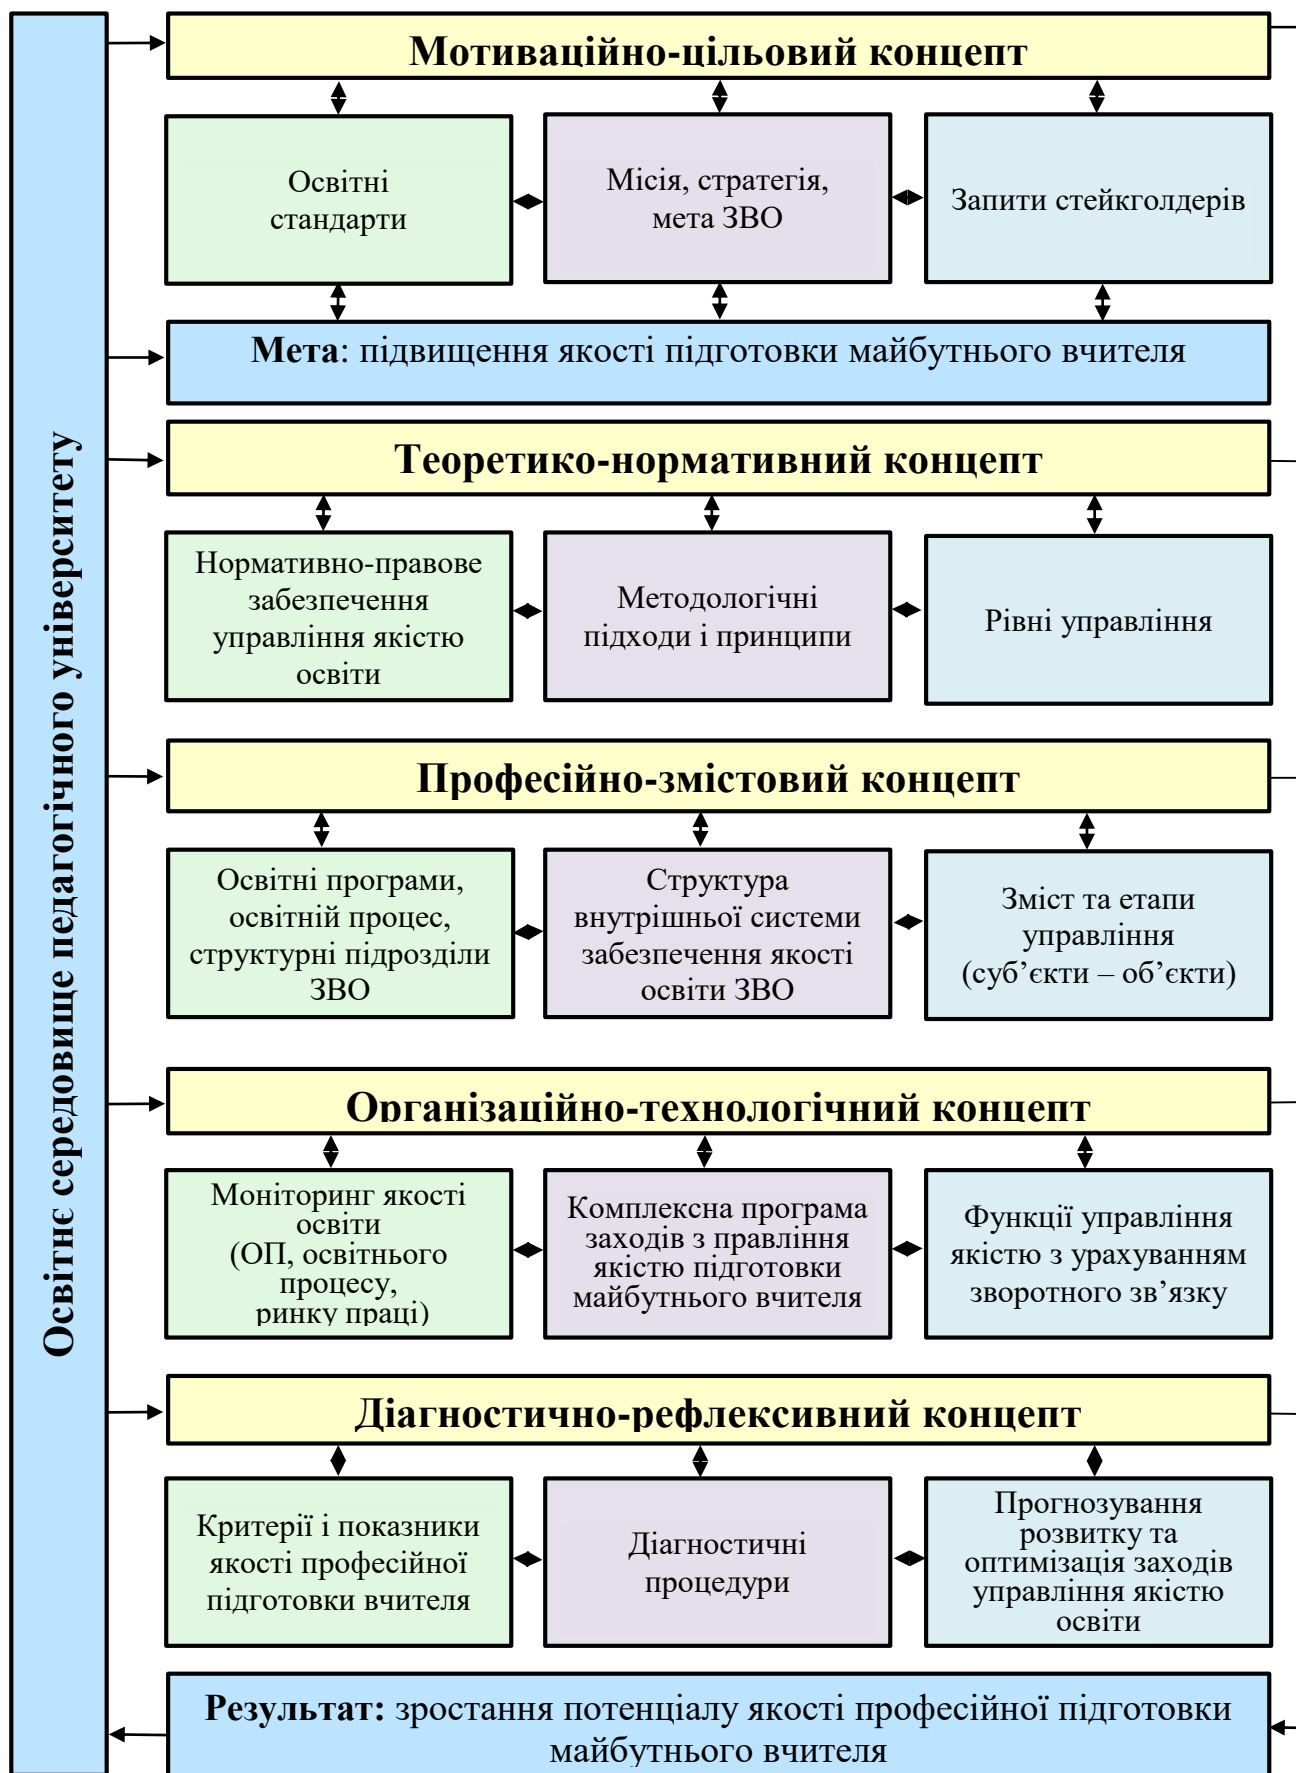 Освітнє середовище педагогічного університету
Мотиваційно-цільовий концепт
Освітні
стандарти
Місія, стратегія,
мета ЗВО
Запити стейкголдерів
Мета: підвищення якості підготовки майбутнього вчителя
Теоретико-нормативний концепт
Нормативно-правове
забезпечення
управління якістю
освіти
Методологічні
підходи і принципи
Рівні управління
Професійно-змістовий концепт
Освітні програми,
освітній процес,
структурні підрозділи
ЗВО
Структура
внутрішньої системи
забезпечення якості
освіти ЗВО
Зміст та етапи
управління
(суб’єкти – об’єкти)
Організаційно-технологічний концепт
Моніторинг якості
освіти
(ОП, освітнього
процесу,
ринку праці)
Комплексна програма
заходів з правління
якістю підготовки
майбутнього вчителя
Функції управління
якістю з урахуванням
зворотного зв’язку
Діагностично-рефлексивний концепт
Критерії і показники
якості професійної
підготовки вчителя
Діагностичні
процедури
Прогнозування
розвитку та
оптимізація заходів
управління якістю
освіти
Результат: зростання потенціалу якості професійної підготовки
майбутнього вчителя